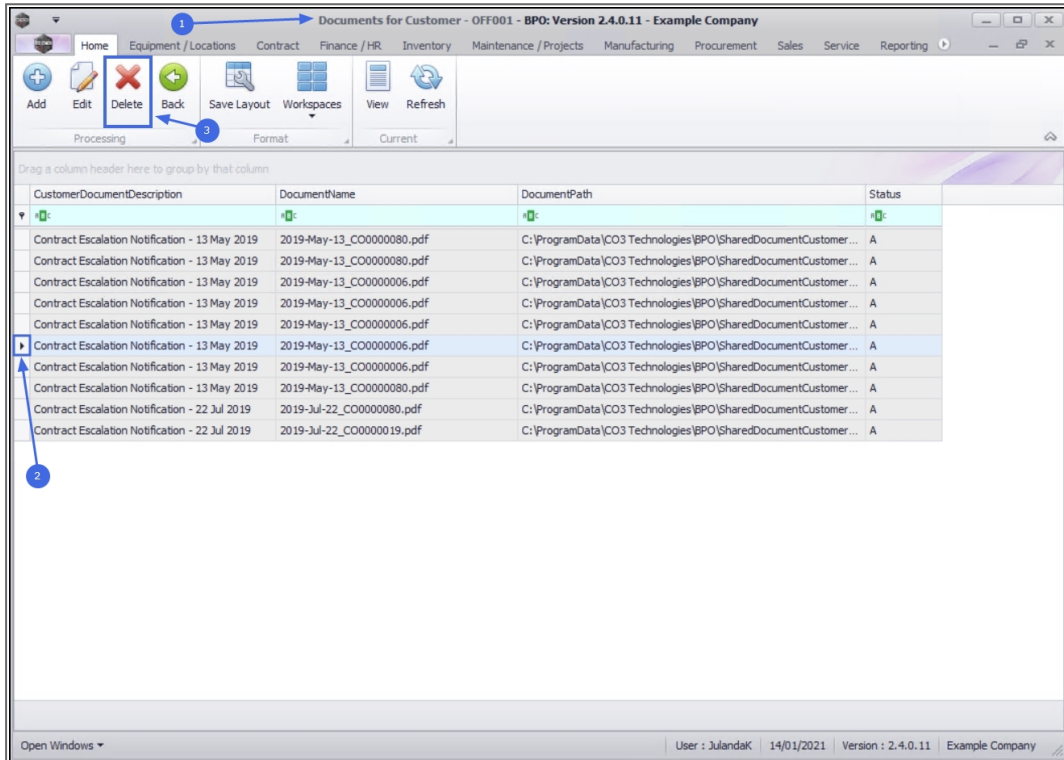 Documents for Customer - OFF001 - BPO: Version 2.4.0.11 - Example Company
1
Home Equipment / Locations Contract Finance / HR Inventory Maintenance / Projects Manufacturing Procurement Sales Service Reporting
Add Edit Delete Back Save Layout Workspaces View Refresh
3
Processing Format Current
Drag a column header here to group by that column
CustomerDocumentDescription DocumentName DocumentPath Status
Contract Escalation Notification - 13 May 2019 2019-May-13_CO0000080.pdf C:\ProgramData\CO3 Technologies\BPO\SharedDocumentCustomer... A
Contract Escalation Notification - 13 May 2019 2019-May-13_CO0000080.pdf C:\ProgramData\CO3 Technologies\BPO\SharedDocumentCustomer... A
Contract Escalation Notification - 13 May 2019 2019-May-13_CO0000006.pdf C:\ProgramData\CO3 Technologies\BPO\SharedDocumentCustomer... A
Contract Escalation Notification - 13 May 2019 2019-May-13_CO0000006.pdf C:\ProgramData\CO3 Technologies\BPO\SharedDocumentCustomer... A
Contract Escalation Notification - 13 May 2019 2019-May-13_CO0000006.pdf C:\ProgramData\CO3 Technologies\BPO\SharedDocumentCustomer... A
Contract Escalation Notification - 13 May 2019 2019-May-13_CO0000006.pdf C:\ProgramData\CO3 Technologies\BPO\SharedDocumentCustomer... A
Contract Escalation Notification - 13 May 2019 2019-May-13_CO0000006.pdf C:\ProgramData\CO3 Technologies\BPO\SharedDocumentCustomer... A
Contract Escalation Notification - 13 May 2019 2019-May-13_CO0000080.pdf C:\ProgramData\CO3 Technologies\BPO\SharedDocumentCustomer... A
Contract Escalation Notification - 22 Jul 2019 2019-Jul-22_CO0000080.pdf C:\ProgramData\CO3 Technologies\BPO\SharedDocumentCustomer... A
Contract Escalation Notification - 22 Jul 2019 2019-Jul-22_CO0000019.pdf C:\ProgramData\CO3 Technologies\BPO\SharedDocumentCustomer... A
2
Open Windows User : JulandaK 14/01/2021 Version : 2.4.0.11 Example Company